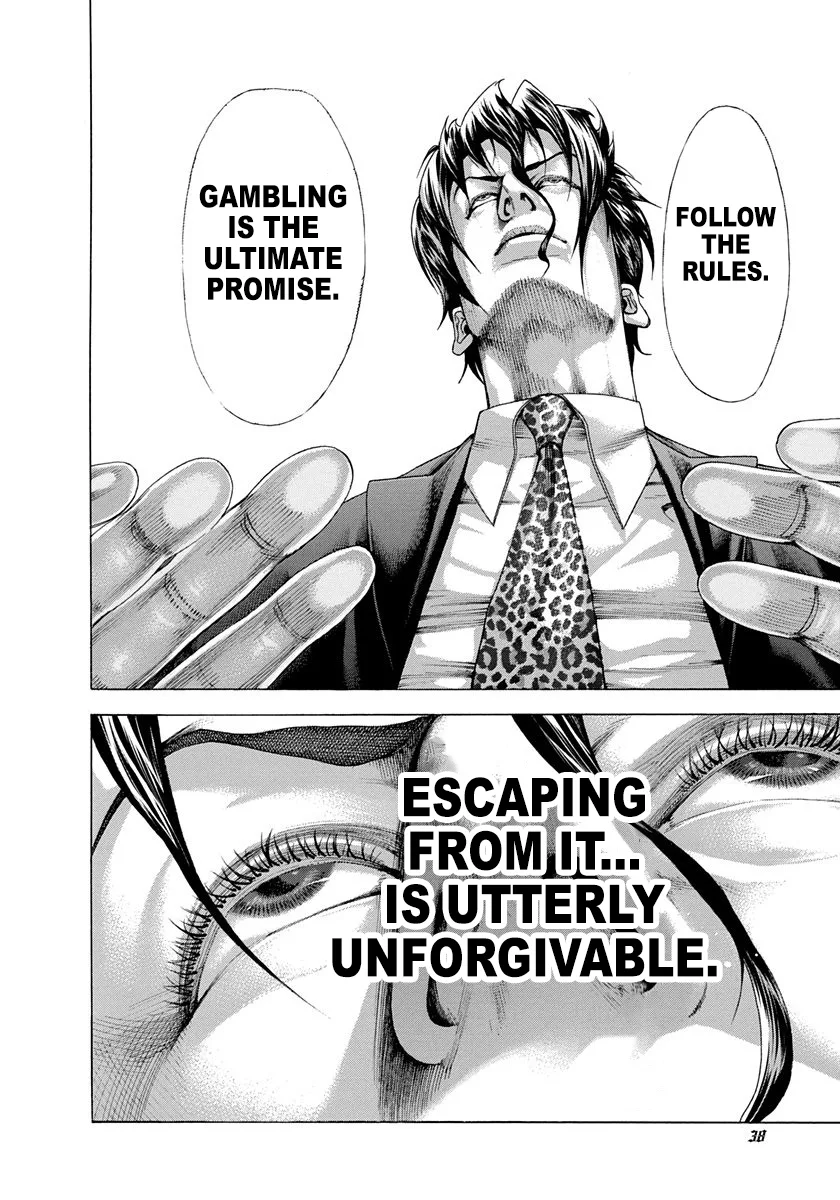 FOLLOW
THE
RULES.
GAMBLING
IS THE
ULTIMATE
PROMISE.
ESCAPING
FROM IT...
IS UTTERLY
UNFORGIVABLE.
38